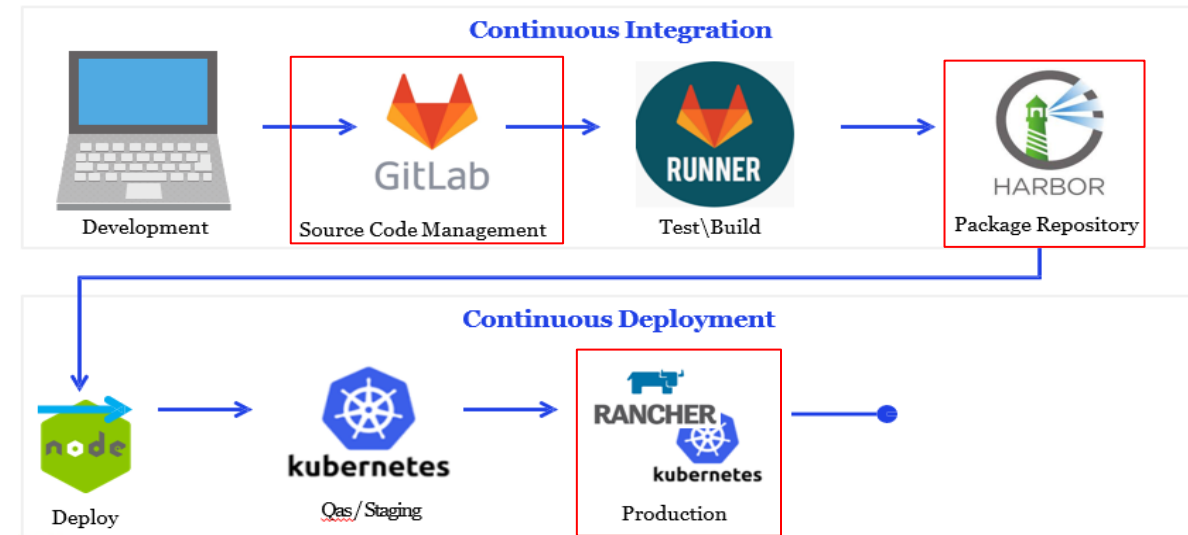 Continuous Integration
GitLab
RUNNER
HARBOR
Development
Source Code Management
Test\Build
Package Repository
Continuous Deployment
node
kubernetes
RANCHER
kubernetes
Deploy
Qas / Staging
Production